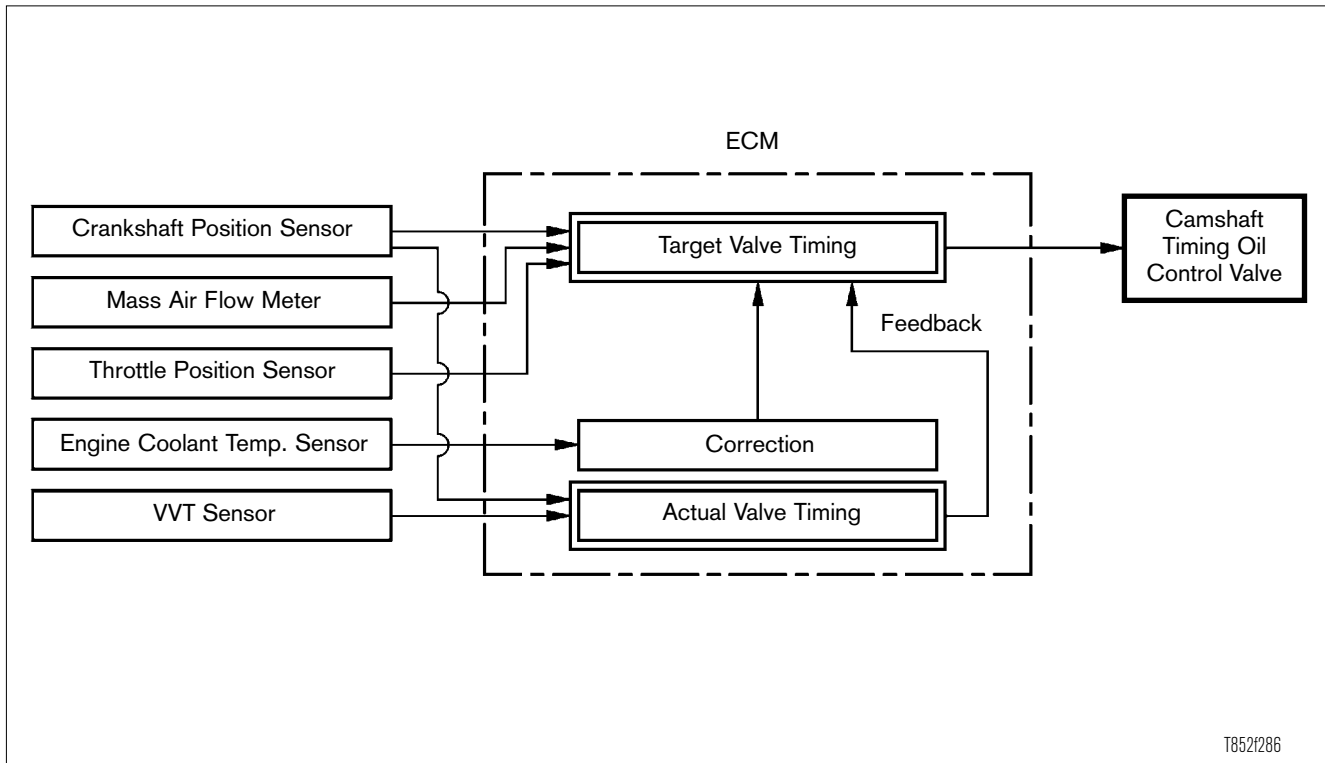 ECM
Crankshaft Position Sensor
Mass Air Flow Meter
Throttle Position Sensor
Engine Coolant Temp. Sensor
VVT Sensor
Target Valve Timing
Feedback
Correction
Actual Valve Timing
Camshaft
Timing Oil
Control Valve
T852f286